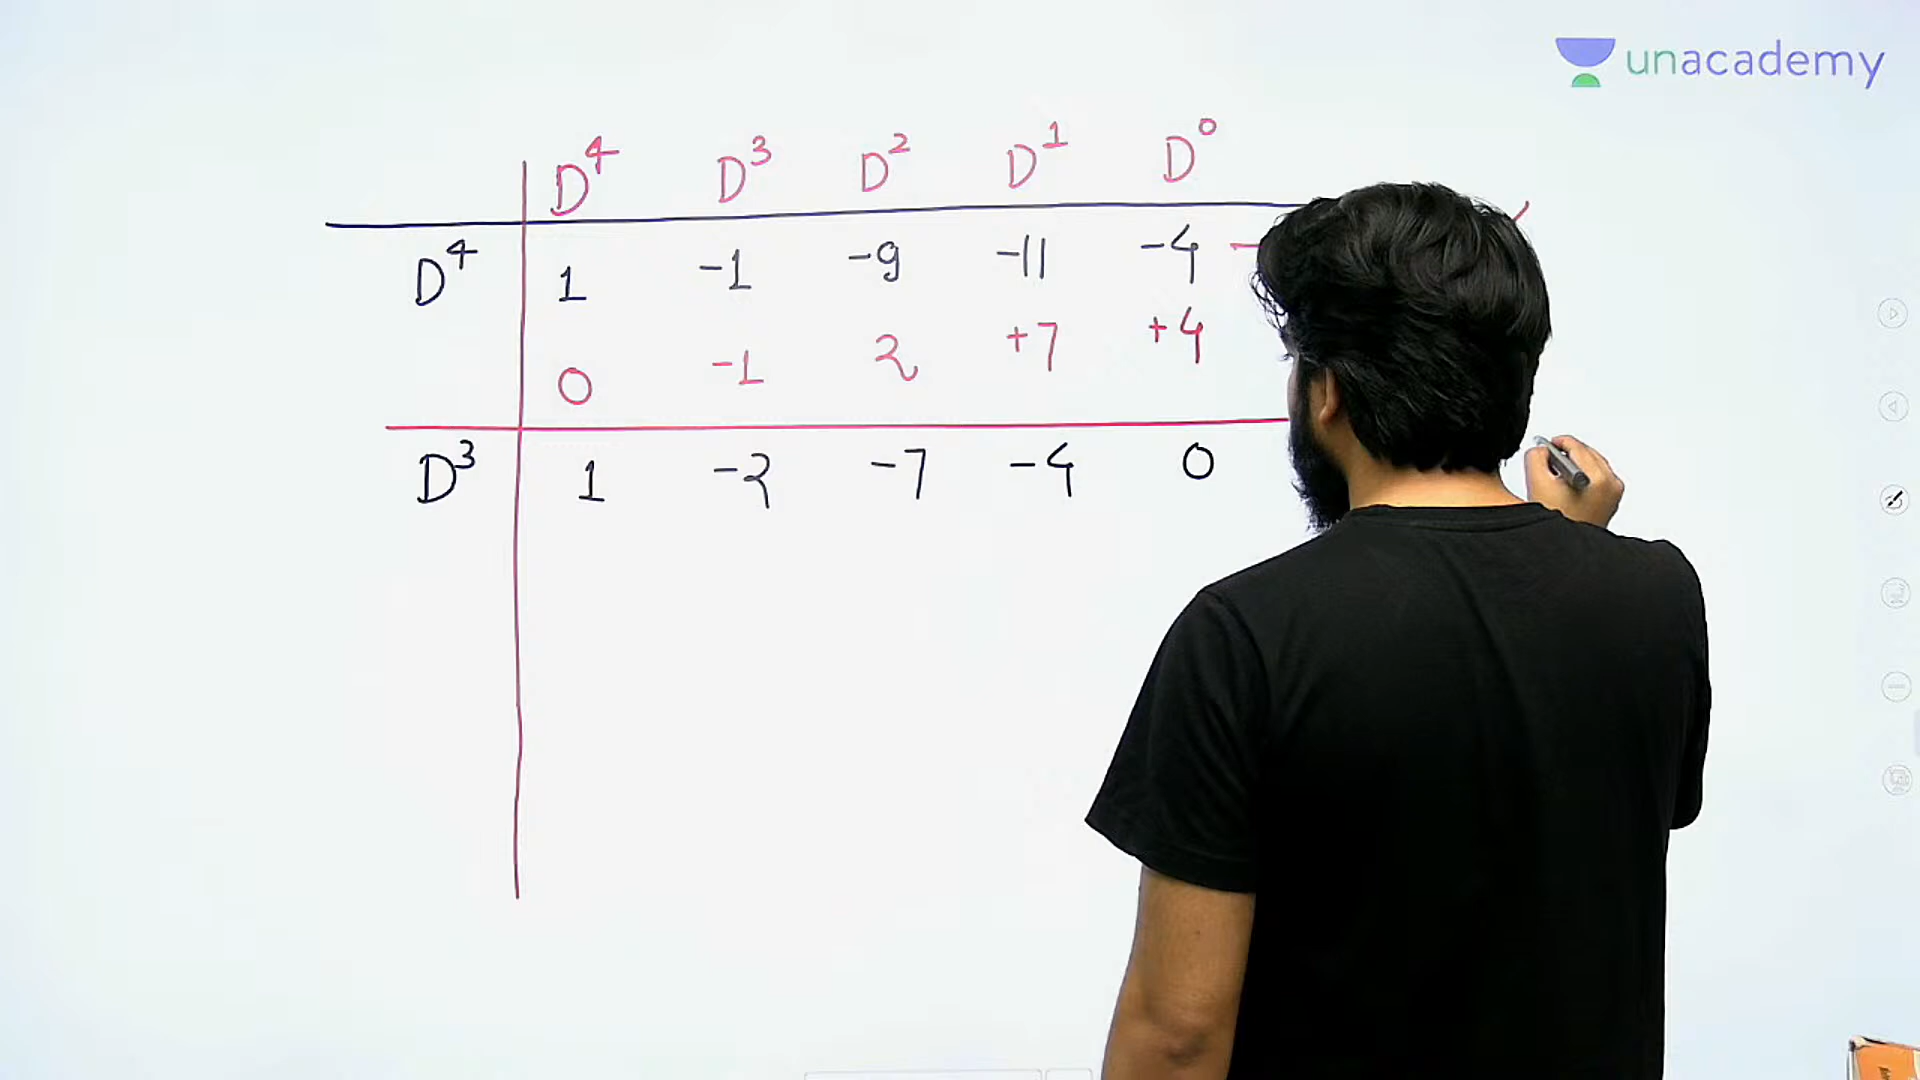 unacademy
D⁴ D³ D² D¹ D⁰
D⁴ 1 -1 -9 -11 -4
0 -1 2 +7 +4
D³ 1 -2 -7 -4 0